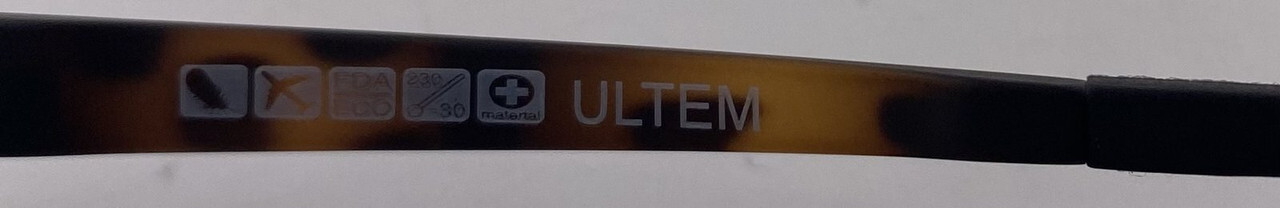 FDA
ECO
230
-30
material
ULTEM